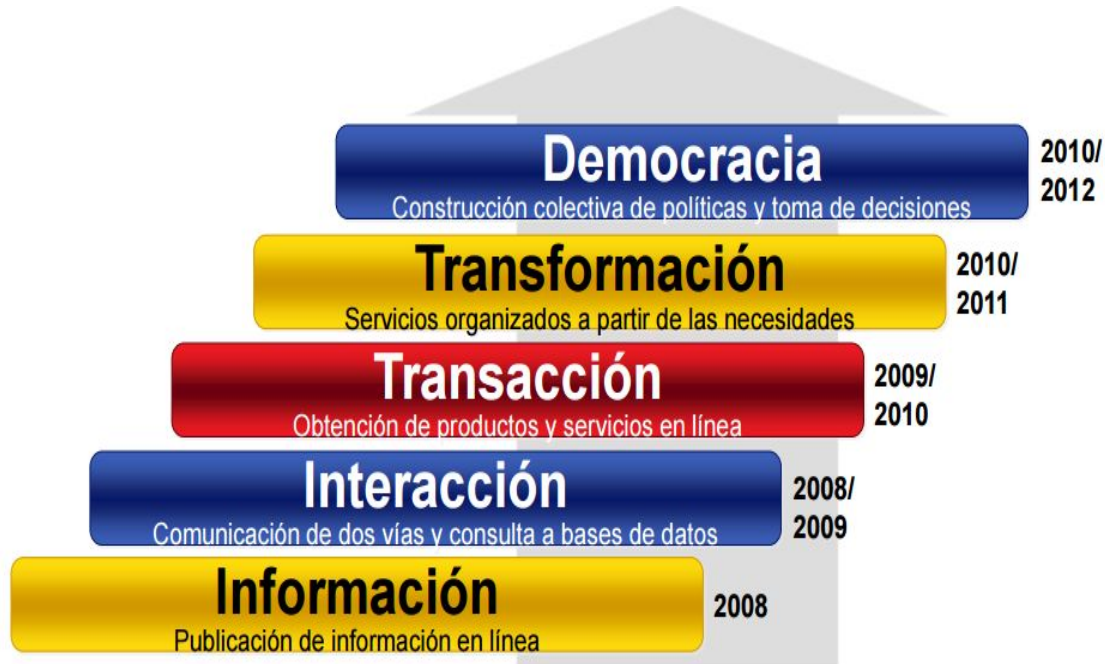 Democracia
Construcción colectiva de políticas y toma de decisiones
2010/
2012
Transformación
Servicios organizados a partir de las necesidades
2010/
2011
Transacción
Obtención de productos y servicios en línea
2009/
2010
Interacción
Comunicación de dos vías y consulta a bases de datos
2008/
2009
Información
Publicación de información en línea
2008